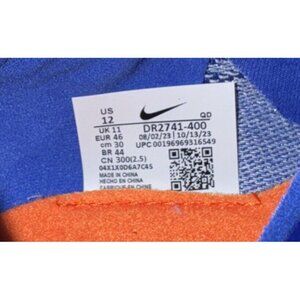 US
12
UK 11
EUR 46
cm 30
BR 44
CN 300(2.5)
04X1X0D6A7C45
MADE IN CHINA
FABRIQUÉ EN CHINE
HECHO EN CHINA
QD
DR2741-400
08/02/23 | 10/13/23
UPC 00196969316549